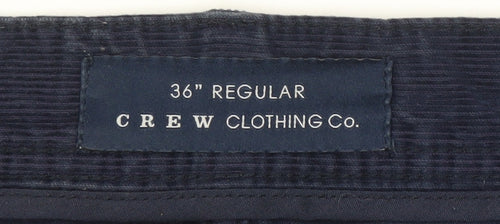 36” REGULAR
CREW CLOTHING Co.